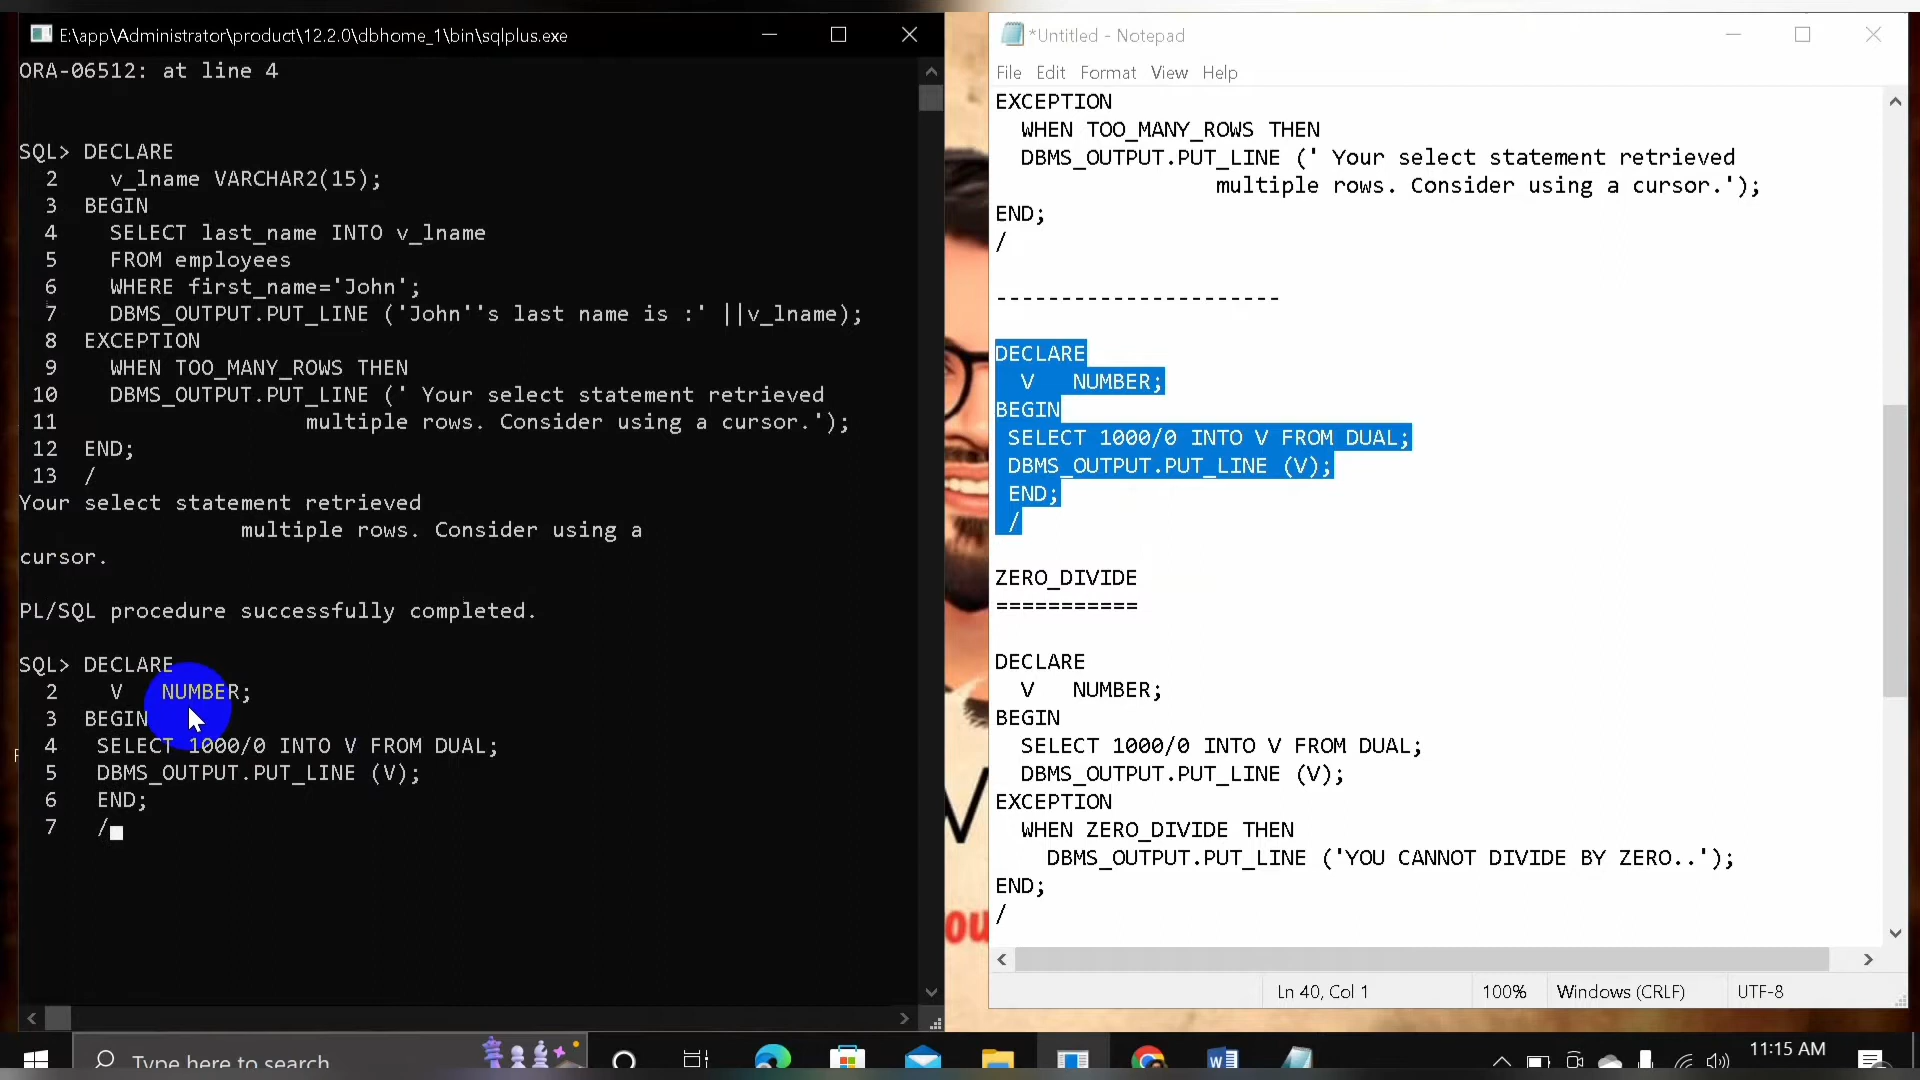 E:\app\Administrator\product\12.2.0\dbhome_1\bin\sqlplus.exe
ORA-06512: at line 4
SQL> DECLARE
2 v_lname VARCHAR2(15);
3 BEGIN
4 SELECT last_name INTO v_lname
5 FROM employees
6 WHERE first_name='John';
7 DBMS_OUTPUT.PUT_LINE ('John''s last name is :' ||v_lname);
8 EXCEPTION
9 WHEN TOO_MANY_ROWS THEN
10 DBMS_OUTPUT.PUT_LINE (' Your select statement retrieved
11 multiple rows. Consider using a cursor.');
12 END;
13 /
Your select statement retrieved
multiple rows. Consider using a
cursor.
PL/SQL procedure successfully completed.
SQL> DECLARE
2 V NUMBER;
3 BEGIN
4 SELECT 1000/0 INTO V FROM DUAL;
5 DBMS_OUTPUT.PUT_LINE (V);
6 END;
7 /
*Untitled - Notepad
File Edit Format View Help
EXCEPTION
WHEN TOO_MANY_ROWS THEN
DBMS_OUTPUT.PUT_LINE (' Your select statement retrieved
multiple rows. Consider using a cursor.');
END;
/
----------------------
DECLARE
V NUMBER;
BEGIN
SELECT 1000/0 INTO V FROM DUAL;
DBMS_OUTPUT.PUT_LINE (V);
END;
/
ZERO_DIVIDE
===========
DECLARE
V NUMBER;
BEGIN
SELECT 1000/0 INTO V FROM DUAL;
DBMS_OUTPUT.PUT_LINE (V);
EXCEPTION
WHEN ZERO_DIVIDE THEN
DBMS_OUTPUT.PUT_LINE ('YOU CANNOT DIVIDE BY ZERO..');
END;
/
Ln 40, Col 1 100% Windows (CRLF) UTF-8
Type here to search
11:15 AM